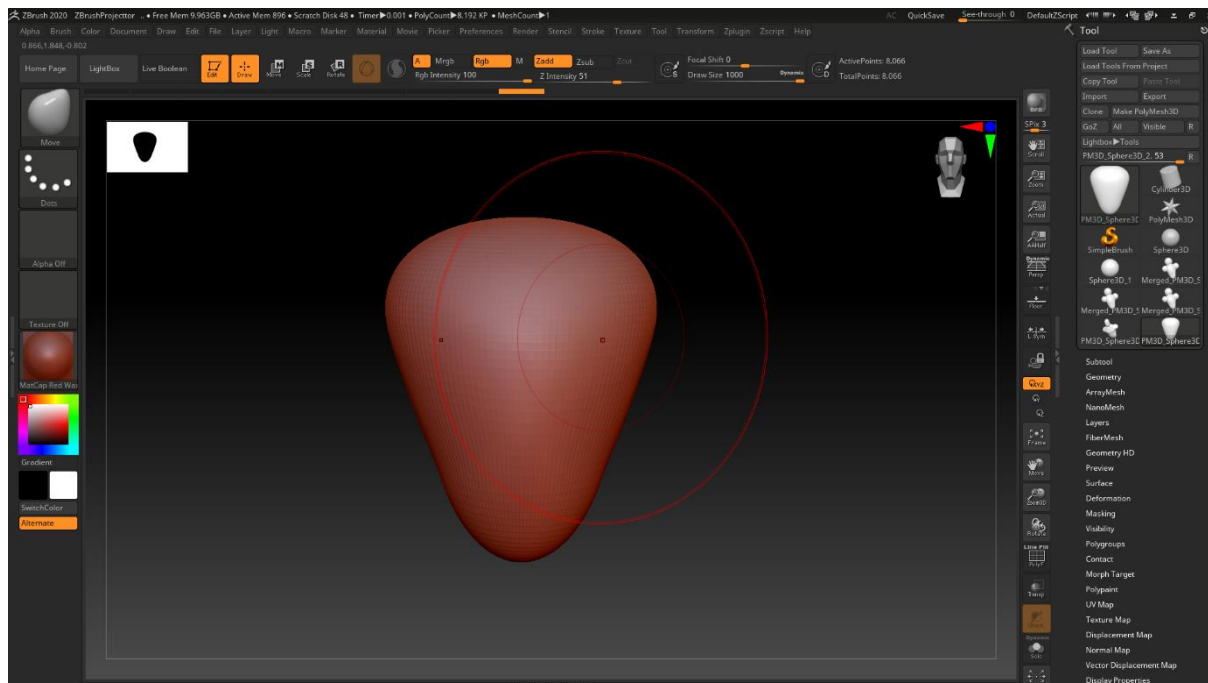 ZBrush 2020 ZBrushProjecttor .. • Free Mem 9.963GB • Active Mem 896 • Scratch Disk 48 • Timer▶0.001 • PolyCount▶8.192 KP • MeshCount▶1 AC QuickSave See-through 0 DefaultZScript
Alpha Brush Color Document Draw Edit File Layer Light Macro Marker Material Movie Picker Preferences Render Stencil Stroke Texture Tool Transform Zplugin Zscript Help
0.866,1.848,-0.802
Home Page LightBox Live Boolean Edit Draw Move Scale Rotate
A Mrgb Rgb M Zadd Zsub Zcut
Rgb Intensity 100 Z Intensity 51
Focal Shift 0
Draw Size 1000 Dynamic
ActivePoints: 8,066
TotalPoints: 8,066
Move
Dots
Alpha Off
Texture Off
MatCap Red Wax
Gradient
SwitchColor
Alternate
SPix 3
Scroll
Zoom
Actual
AAHalf
Dynamic
Persp
Floor
L.Sym
Frame
Move
Zoom3D
Rotate
Line Fill
PolyF
Transp
Dynamic
Solo
Tool
Load Tool Save As
Load Tools From Project
Copy Tool Paste Tool
Import Export
Clone Make PolyMesh3D
GoZ All Visible R
Lightbox▶Tools
PM3D_Sphere3D_2. 53 R
PM3D_Sphere3D Cylinder3D
PolyMesh3D
SimpleBrush Sphere3D
Sphere3D_1 Merged_PM3D_S
Merged_PM3D_S Merged_PM3D_S
PM3D_Sphere3D PM3D_Sphere3D
Subtool
Geometry
ArrayMesh
NanoMesh
Layers
FiberMesh
Geometry HD
Preview
Surface
Deformation
Masking
Visibility
Polygroups
Contact
Morph Target
Polypaint
UV Map
Texture Map
Displacement Map
Normal Map
Vector Displacement Map
Display Properties